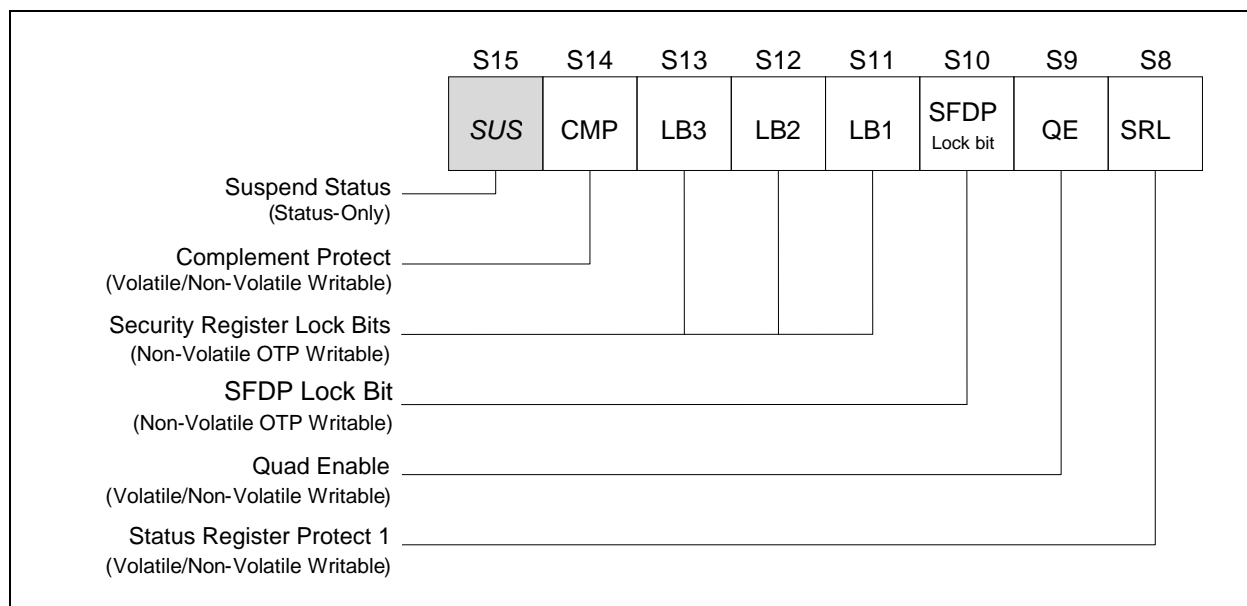 S15 S14 S13 S12 S11 S10 S9 S8
SUS CMP LB3 LB2 LB1 SFDP Lock bit QE SRL
Suspend Status
(Status-Only)
Complement Protect
(Volatile/Non-Volatile Writable)
Security Register Lock Bits
(Non-Volatile OTP Writable)
SFDP Lock Bit
(Non-Volatile OTP Writable)
Quad Enable
(Volatile/Non-Volatile Writable)
Status Register Protect 1
(Volatile/Non-Volatile Writable)